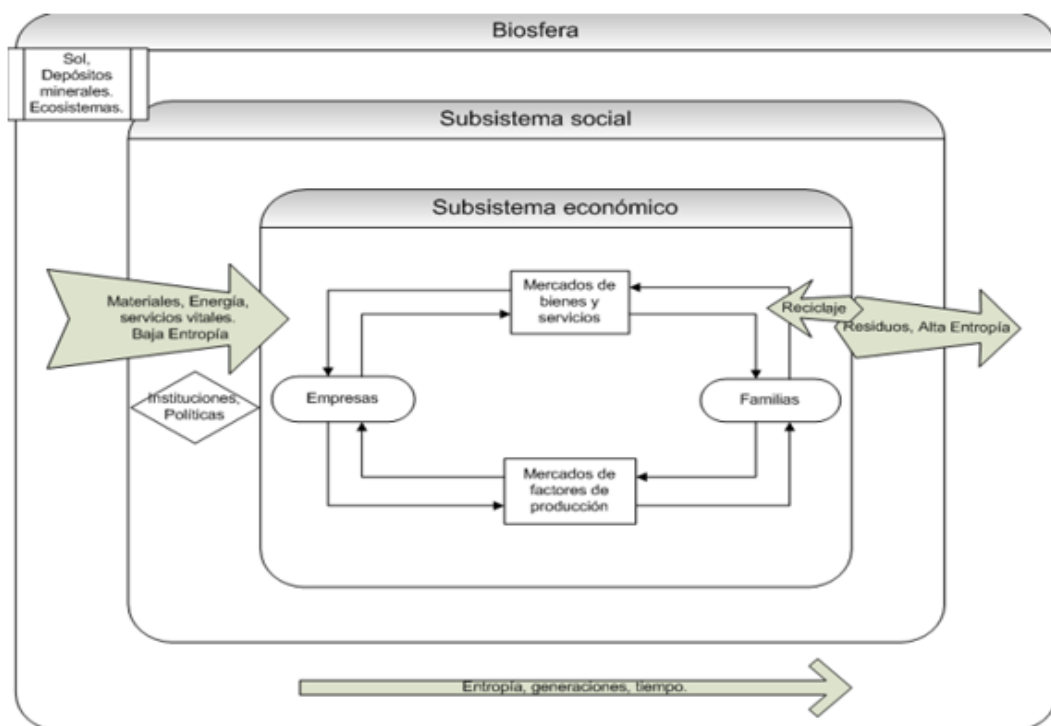 Biosfera
Sol,
Depósitos
minerales.
Ecosistemas.
Subsistema social
Subsistema económico
Materiales, Energía,
servicios vitales.
Baja Entropía
Mercados de
bienes y
servicios
Reciclaje
Residuos, Alta Entropía
Instituciones,
Políticas
Empresas
Familias
Mercados de
factores de
producción
Entropía, generaciones, tiempo.